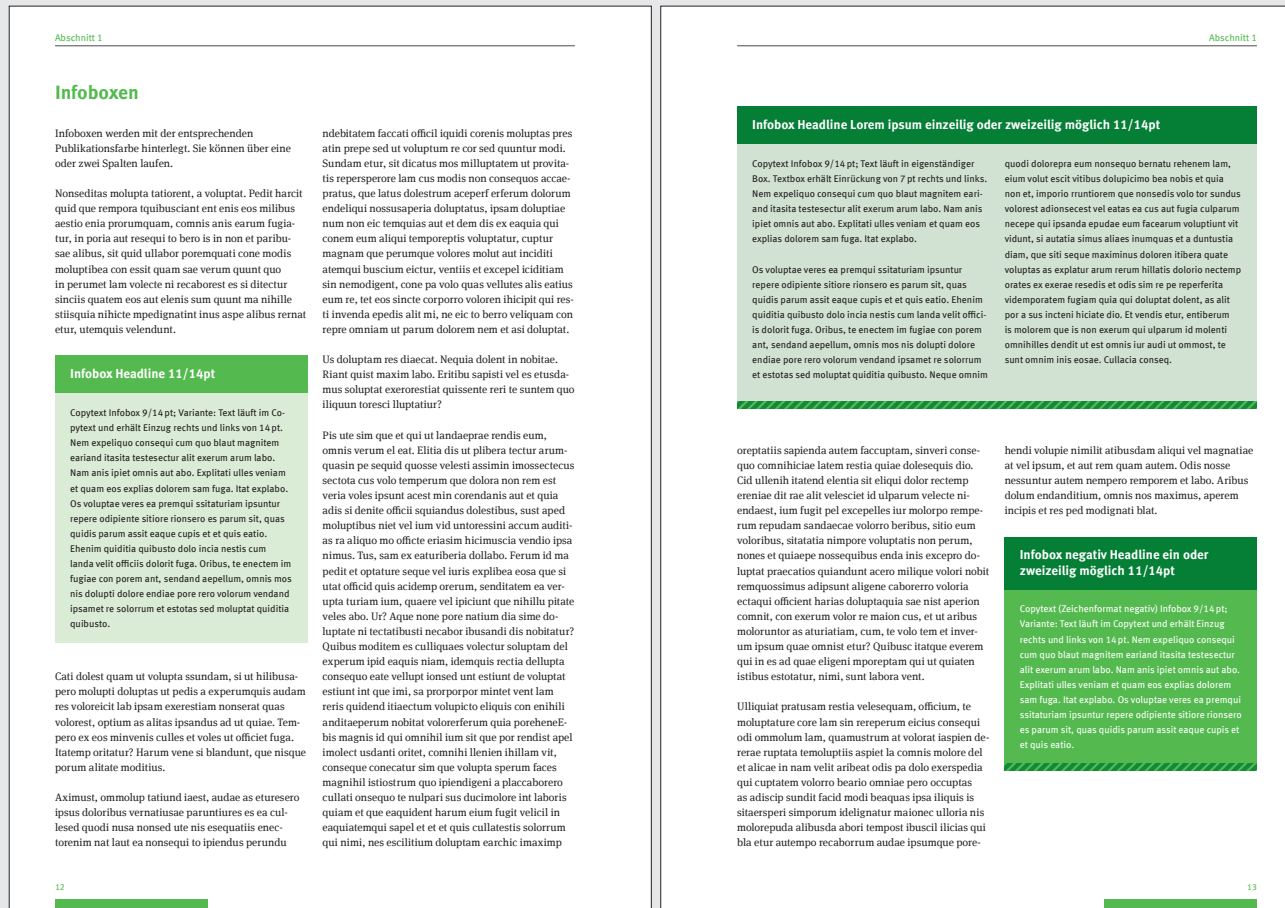 Abschnitt 1
Infoboxen
Infoboxen werden mit der entsprechenden
Publikationsfarbe hinterlegt. Sie können über eine
oder zwei Spalten laufen.
Nonseditas molupta tatiorent, a voluptat. Pedit harcit
quid que rempora tquibusciant ent enis eos milibus
aestio enia prorumquam, comnis anis earum fugia-
tur, in poria aut resequi to bero is in non et paribu-
sae alibus, sit quid ullabor poremquati cone modis
moluptibea con essit quam sae verum quunt quo
in perumet lam volecte ni recaborest es si ditectur
sinciis quatem eos aut elenis sum quunt ma nihille
stiisquia nihicte mpedignatint inus aspe alibus rernat
etur, utemquis velendunt.
Infobox Headline 11/14pt
Copytext Infobox 9/14 pt; Variante: Text läuft im Co-
pytext und erhält Einzug rechts und links von 14 pt.
Nem expeliquo consequi cum quo blaut magnitem
eariand itasita testesectur alit exerum arum labo.
Nam anis ipiet omnis aut abo. Explitati ulles veniam
et quam eos explias dolorem sam fuga. Itat explabo.
Os voluptae veres ea premqui ssitaturiam ipsuntur
repere odipiente sitiore rionsero es parum sit, quas
quidis parum assit eaque cupis et et quis eatio.
Ehenim quiditia quibusto dolo incia nestis cum
landa velit officiis dolorit fuga. Oribus, te enectem im
fugiae con porem ant, sendand aepellum, omnis mos
nis dolupti dolore endiae pore rero volorum vendand
ipsamet re solorrum et estotas sed moluptat quiditia
quibusto.
Cati dolest quam ut volupta ssundam, si ut hilibusa-
pero molupti doluptas ut pedis a experumquis audam
res voloreicit lab ipsam exerestiam nonserat quas
volorest, optium as alitas ipsandus ad ut quiae. Tem-
pero ex eos minvenis culles et voles ut officiet fuga.
Itatemp oritatur? Harum vene si blandunt, que nisque
porum alitate moditius.
Aximust, ommolup tatiund iaest, audae as eturesero
ipsus doloribus vernatiusae paruntiures es ea cul-
lesed quodi nusa nonsed ute nis esequatiis enec-
torenim nat laut ea nonsequi to ipiendus perundu
ndebitatem faccati officil iquidi corenis moluptas pres
atin prepe sed ut voluptum re cor sed quuntur modi.
Sundam etur, sit dicatus mos milluptatem ut provita-
tis repersperore lam cus modis non consequos accae-
pratus, que latus dolestrum aceperf erferum dolorum
endeliqui nossusaperia doluptatus, ipsam doluptiae
num non eic temquias aut et dem dis ex eaquia qui
conem eum aliqui temporeptis voluptatur, cuptur
magnam que perumque volores molut aut inciditi
atemqui buscium eictur, ventiis et excepel iciditiam
sin nemodigent, cone pa volo quas vellutes alis eatius
eum re, tet eos sincte corporro voloren ihicipit qui res-
ti invenda epedis alit mi, ne eic to berro veliquam con
repre omniam ut parum dolorem nem et asi doluptat.
Us doluptam res diaecat. Nequia dolent in nobitae.
Riant quist maxim labo. Eritibu sapisti vel es etusda-
mus soluptat exerorestiat quissente reri te suntem quo
iliquun toresci lluptatiur?
Pis ute sim que et qui ut landaeprae rendis eum,
omnis verum el eat. Elitia dis ut plibera tectur arum-
quasin pe sequid quosse velesti assimin imossectecus
sectota cus volo temperum que dolora non rem est
veria voles ipsunt acest min corendanis aut et quia
adis si denite officii squiandus dolestibus, sust aped
moluptibus niet vel ium vid untoressini accum auditi-
as ra aliquo mo officte eriasim hicimuscia vendio ipsa
nimus. Tus, sam ex eaturiberia dollabo. Ferum id ma
pedit et optature seque vel iuris explibea eosa que si
utat officid quis acidemp orerum, senditatem ea ver-
upta turiam ium, quaere vel ipiciunt que nihillu pitate
veles abo. Ur? Aque none pore natium dia sime do-
luptate ni tectatibusti necabor ibusandi dis nobitatur?
Quibus moditem es culliquaes volectur soluptam del
experum ipid eaquis niam, idemquis rectia dellupta
consequo eate vellupt ionsed unt estiunt de voluptat
estiunt int que imi, sa prorporpor mintet vent lam
reris quidend itiaectum volupicto eliquis con enihili
anditaeperum nobitat volorerferum quia poreheneE-
bis magnis id qui omnihil ium sit que por rendist apel
imolect usdanti oritet, comnihi llenien ihillam vit,
conseque conecatur sim que volupta sperum faces
magnihil istiostrum quo ipiendigeni a placcaborero
cullati onsequo te nulpari sus ducimolore int laboris
quiam et que eaquident harum eium fugit velicil in
eaquiatemqui sapel et et et quis cullatestis solorrum
qui nimi, nes escilitium doluptam earchic imaximp
12
Abschnitt 1
Infobox Headline Lorem ipsum einzeilig oder zweizeilig möglich 11/14pt
Copytext Infobox 9/14 pt; Text läuft in eigenständiger
Box. Textbox erhält Einrückung von 7 pt rechts und links.
Nem expeliquo consequi cum quo blaut magnitem eari-
and itasita testesectur alit exerum arum labo. Nam anis
ipiet omnis aut abo. Explitati ulles veniam et quam eos
explias dolorem sam fuga. Itat explabo.
Os voluptae veres ea premqui ssitaturiam ipsuntur
repere odipiente sitiore rionsero es parum sit, quas
quidis parum assit eaque cupis et et quis eatio. Ehenim
quiditia quibusto dolo incia nestis cum landa velit offici-
is dolorit fuga. Oribus, te enectem im fugiae con porem
ant, sendand aepellum, omnis mos nis dolupti dolore
endiae pore rero volorum vendand ipsamet re solorrum
et estotas sed moluptat quiditia quibusto. Neque omnim
quodi dolorepra eum nonsequo bernatu rehenem lam,
eium volut escit vitibus dolupicimo bea nobis et quia
non et, imporio rruntiorem que nonsedis volo tor sundus
volorest adionsecest vel eatas ea cus aut fugia culparum
necepe qui ipsanda epudae eum facearum voluptiunt vit
vidunt, si autatia simus aliaes inumquas et a duntustia
diam, que siti seque maximinus doloren itibera quate
voluptas as explatur arum rerum hillatis dolorio nectemp
orates ex exerae resedis et odis sim re pe reperferita
videmporatem fugiam quia qui doluptat dolent, as alit
por a sus incteni hiciate dio. Et vendis etur, entiberum
is molorem que is non exerum qui ulparum id molenti
omnihilles dendit ut est omnis iur audi ut ommost, te
sunt omnim inis eosae. Cullacia conseq.
oreptatiis sapienda autem faccuptam, sinveri conse-
quo comnihiciae latem restia quiae dolesequis dio.
Cid ullenih itatend elentia sit eliqui dolor rectemp
ereniae dit rae alit velesciet id ulparum velecte ni-
endaest, ium fugit pel excepelles iur molorpo rempe-
rum repudam sandaecae volorro beribus, sitio eum
voloribus, sitatatia nimpore voluptatis non perum,
nones et quiaepe nossequibus enda inis excepro do-
luptat praecatios quiandunt acero milique volori nobit
remquossimus adipsunt aligene caborerro voloria
ectaqui officient harias doluptaquia sae nist aperion
comnit, con exerum volor re maion cus, et ut aribus
moloruntor as aturiatiam, cum, te volo tem et inver-
um ipsum quae omnist etur? Quibusc itatque everem
qui in es ad quae eligeni mporeptam qui ut quiaten
istibus estotatur, nimi, sunt labora vent.
Ulliquiat pratusam restia velesequam, officium, te
moluptature core lam sin rereperum eicius consequi
odi ommolum lam, quamustrum at volorat iaspien de-
rerae ruptata temoluptiis aspiet la comnis molore del
et alicae in nam velit aribeat odis pa dolo exerspedia
qui cuptatem volorro beario omniae pero occuptas
as adiscip sundit facid modi beaquas ipsa iliquis is
sitaersperi simporum idelignatur maionec ulloria nis
molorepuda alibusda abori tempost ibuscil ilicias qui
bla etur autempo recaborrum audae ipsumque pore-
hendi volupie nimilit atibusdam aliqui vel magnatiae
at vel ipsum, et aut rem quam autem. Odis nosse
nessuntur autem nempero remporem et labo. Aribus
dolum endanditium, omnis nos maximus, aperem
incipis et res ped modignati blat.
Infobox negativ Headline ein oder
zweizeilig möglich 11/14pt
Copytext (Zeichenformat negativ) Infobox 9/14 pt;
Variante: Text läuft im Copytext und erhält Einzug
rechts und links von 14 pt. Nem expeliquo consequi
cum quo blaut magnitem eariand itasita testesectur
alit exerum arum labo. Nam anis ipiet omnis aut abo.
Explitati ulles veniam et quam eos explias dolorem
sam fuga. Itat explabo. Os voluptae veres ea premqui
ssitaturiam ipsuntur repere odipiente sitiore rionsero
es parum sit, quas quidis parum assit eaque cupis et
et quis eatio.
13